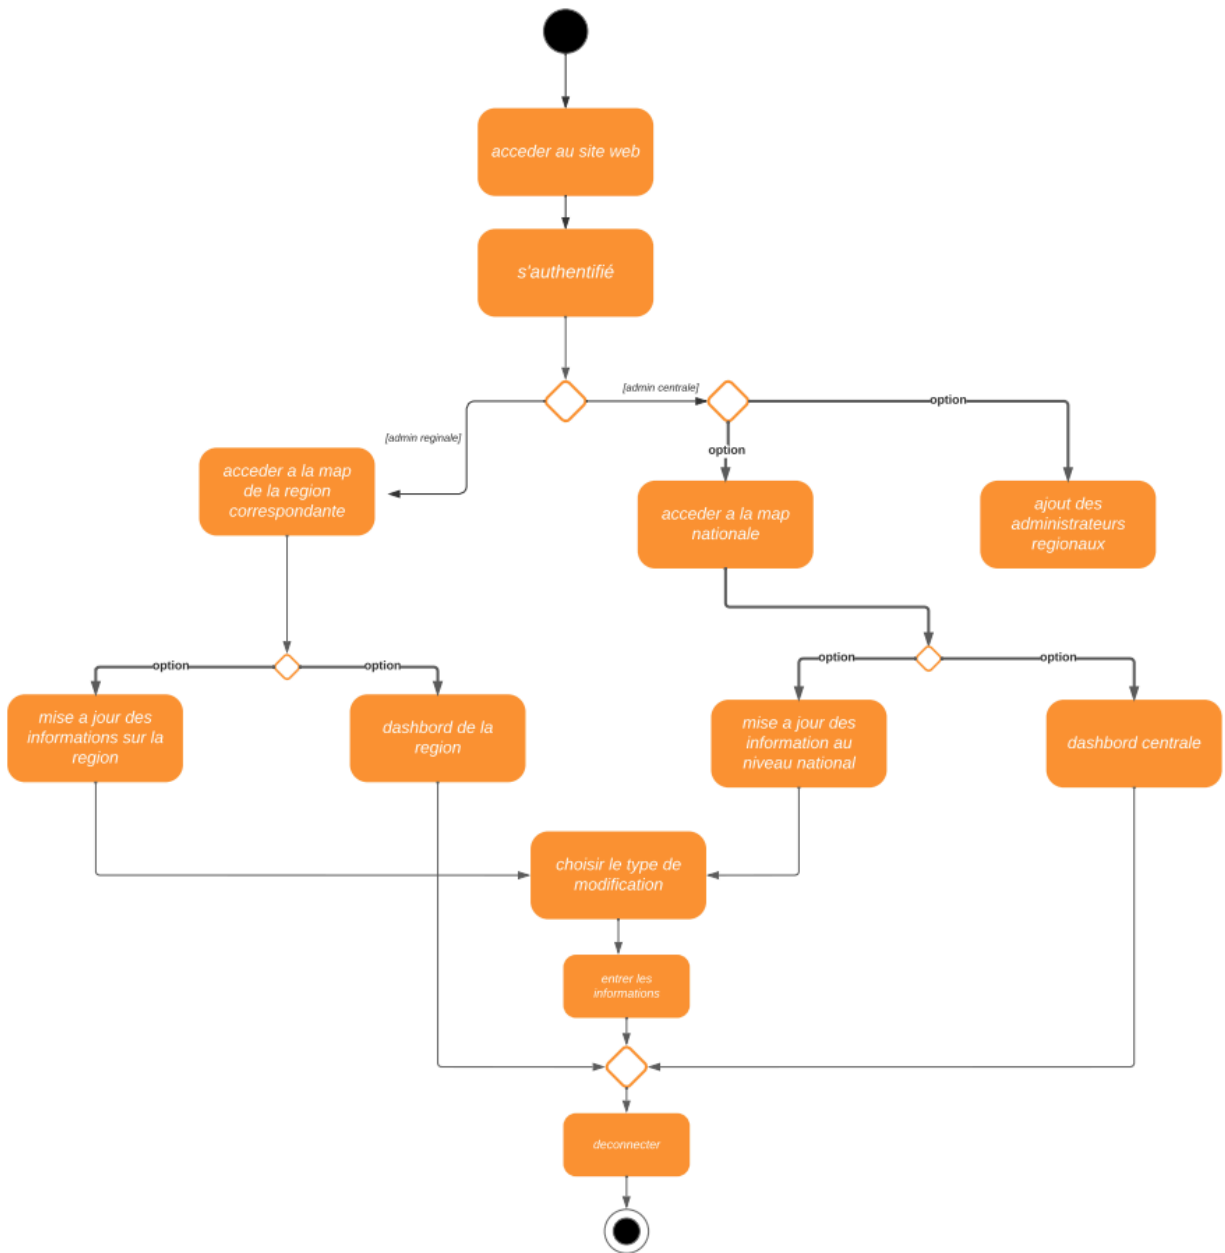 acceder au site web
s'authentifié
[admin centrale]
option
[admin reginale]
option
acceder a la map
de la region
correspondante
acceder a la map
nationale
ajout des
administrateurs
regionaux
option
option
option
option
mise a jour des
informations sur la
region
dashbord de la
region
mise a jour des
information au
niveau national
dashbord centrale
choisir le type de
modification
entrer les
informations
deconnecter